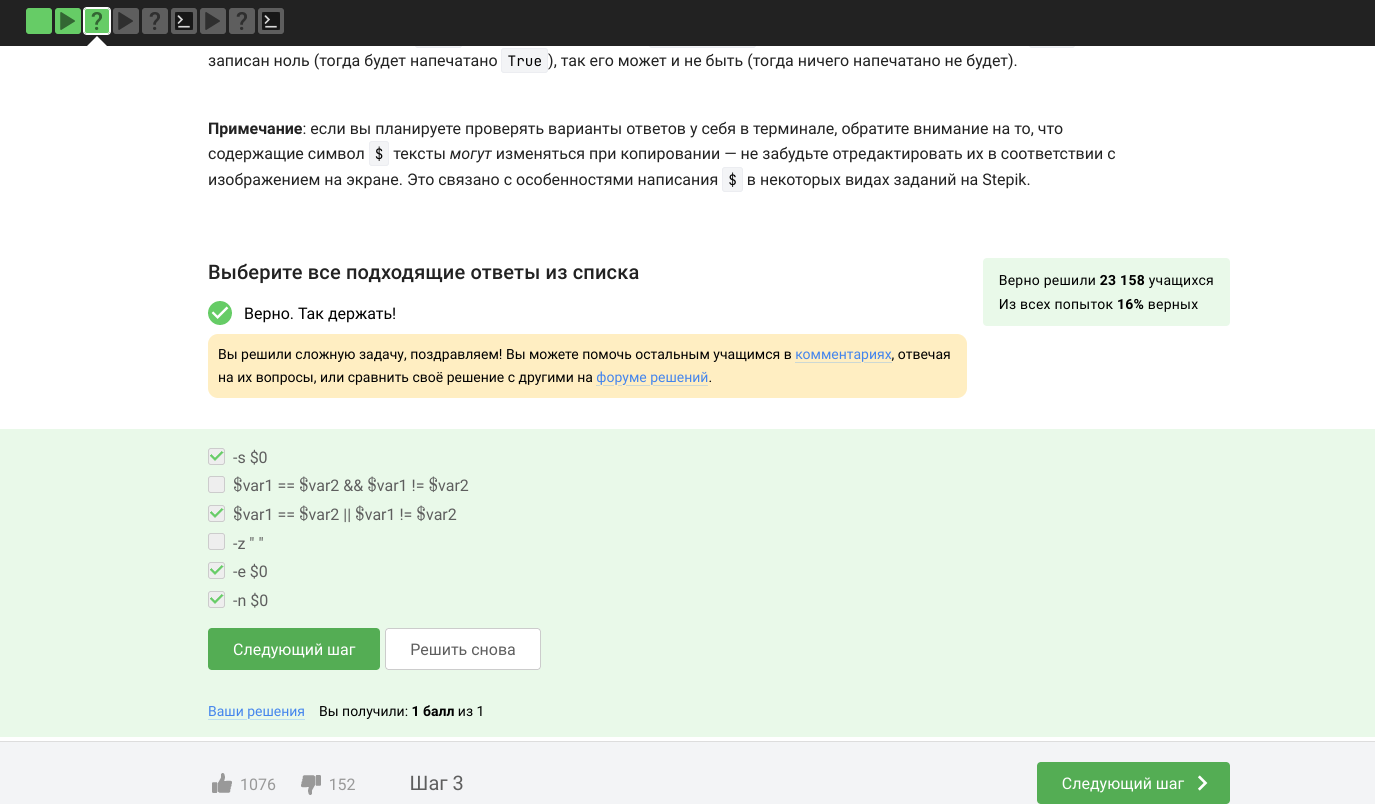 записан ноль (тогда будет напечатано True), так его может и не быть (тогда ничего напечатано не будет).
Примечание: если вы планируете проверять варианты ответов у себя в терминале, обратите внимание на то, что
содержащие символ $ тексты могут изменяться при копировании — не забудьте отредактировать их в соответствии с
изображением на экране. Это связано с особенностями написания $ в некоторых видах заданий на Stepik.
Выберите все подходящие ответы из списка
Верно решили 23 158 учащихся
Из всех попыток 16% верных
Верно. Так держать!
Вы решили сложную задачу, поздравляем! Вы можете помочь остальным учащимся в комментариях, отвечая
на их вопросы, или сравнить своё решение с другими на форуме решений.
-s $0
$var1 == $var2 && $var1 != $var2
$var1 == $var2 || $var1 != $var2
-z " "
-e $0
-n $0
Следующий шаг
Решить снова
Ваши решения Вы получили: 1 балл из 1
1076 152 Шаг 3 Следующий шаг